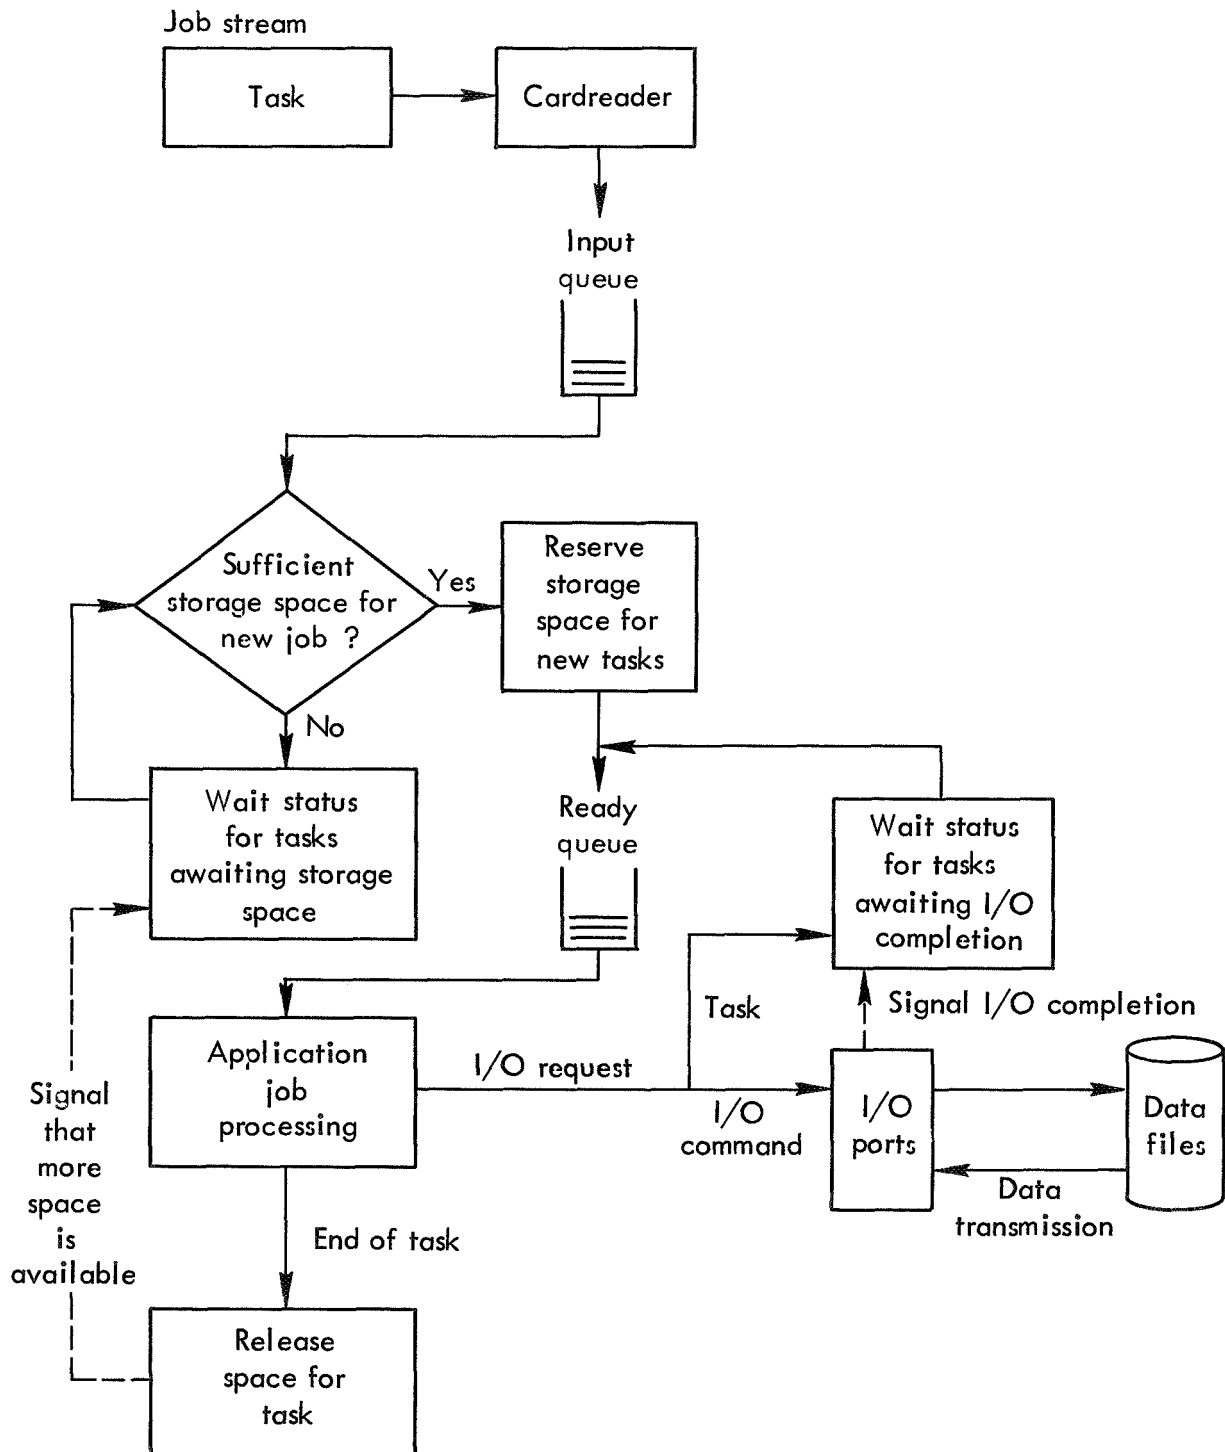 Job stream
Task
Cardreader
Input
queue
Sufficient
storage space for
new job ?
Yes
Reserve
storage
space for
new tasks
No
Wait status
for tasks
awaiting storage
space
Ready
queue
Wait status
for tasks
awaiting I/O
completion
Task
Signal I/O completion
Application
job
processing
I/O request
I/O
command
I/O
ports
Data
files
Data
transmission
Signal
that
more
space
is
available
End of task
Release
space for
task